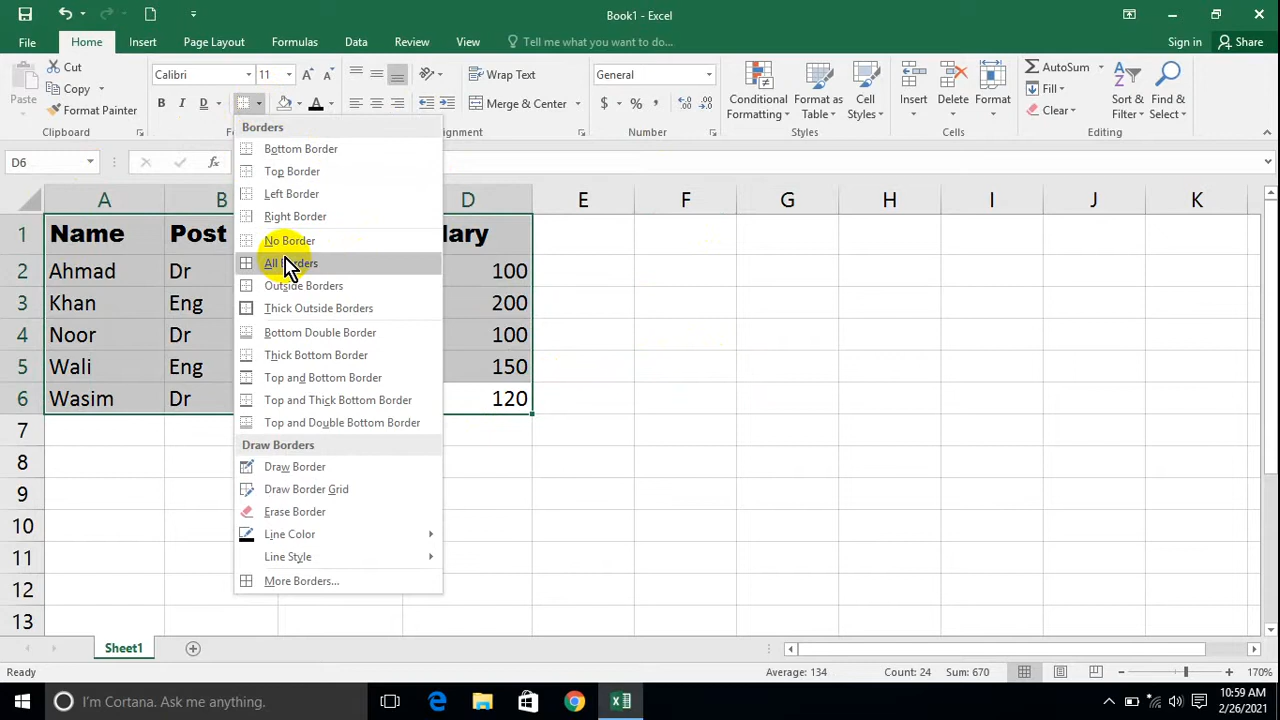 Book1 - Excel
File Home Insert Page Layout Formulas Data Review View Tell me what you want to do... Sign in Share
Paste Cut Copy Format Painter Clipboard
Calibri 11 B I D
Wrap Text Merge & Center
General $ % , Number
Conditional Formatting Format as Table Cell Styles Styles
Insert Delete Format Cells
AutoSum Fill Clear Sort & Filter Find & Select Editing
D6 fx
Borders
Bottom Border
Top Border
Left Border
Right Border
No Border
All Borders
Outside Borders
Thick Outside Borders
Bottom Double Border
Thick Bottom Border
Top and Bottom Border
Top and Thick Bottom Border
Top and Double Bottom Border
Draw Borders
Draw Border
Draw Border Grid
Erase Border
Line Color
Line Style
More Borders...
A B D E F G H I J K
1 Name Post
2 Ahmad Dr 100
3 Khan Eng 200
4 Noor Dr 100
5 Wali Eng 150
6 Wasim Dr 120
7
8
9
10
11
12
13
Sheet1
Ready Average: 134 Count: 24 Sum: 670 170%
I'm Cortana. Ask me anything.
10:59 AM
2/26/2021